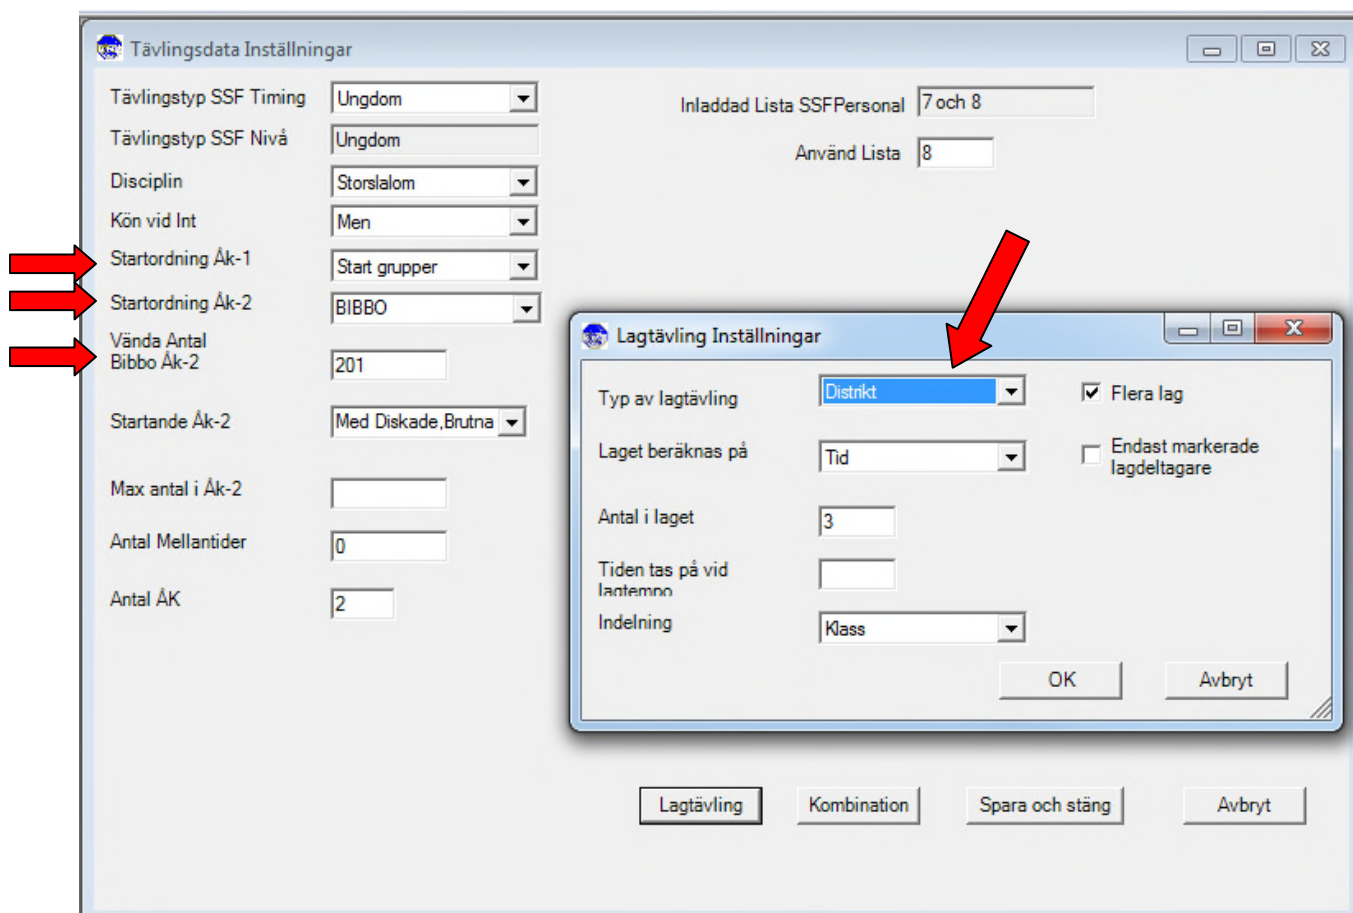 Tävlingsdata Inställningar
Tävlingstyp SSF Timing Ungdom
Inladdad Lista SSFPersonal 7 och 8
Tävlingstyp SSF Nivå Ungdom
Använd Lista 8
Disciplin Storslalom
Kön vid Int Men
Startordning Åk-1 Start grupper
Startordning Åk-2 BIBBO
Vända Antal
Bibbo Åk-2 201
Startande Åk-2 Med Diskade,Brutna
Max antal i Åk-2
Antal Mellantider 0
Antal ÅK 2
Lagtävling Inställningar
Typ av lagtävling Distrikt Flera lag
Laget beräknas på Tid Endast markerade
lagdeltagare
Antal i laget 3
Tiden tas på vid
lagtempo
Indelning Klass
OK Avbryt
Lagtävling Kombination Spara och stäng Avbryt